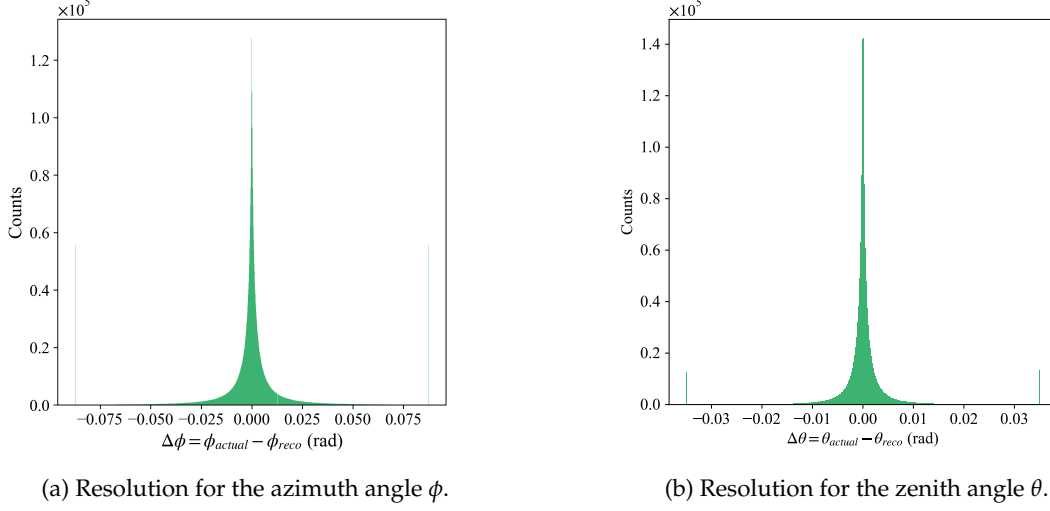 ×10⁵
1.2
1.0
0.8
0.6
0.4
0.2
0.0
Counts
−0.075 −0.050 −0.025 0.000 0.025 0.050 0.075
Δϕ = ϕ_actual − ϕ_reco (rad)
(a) Resolution for the azimuth angle ϕ.
×10⁵
1.4
1.2
1.0
0.8
0.6
0.4
0.2
0.0
Counts
−0.03 −0.02 −0.01 0.00 0.01 0.02 0.03
Δθ = θ_actual − θ_reco (rad)
(b) Resolution for the zenith angle θ.